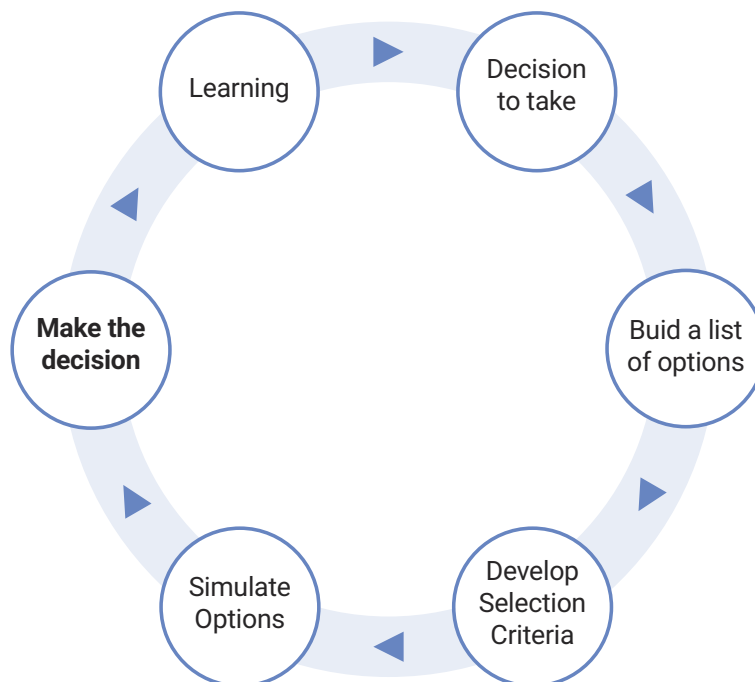 Learning
Decision
to take
Buid a list
of options
Develop
Selection
Criteria
Simulate
Options
Make the
decision